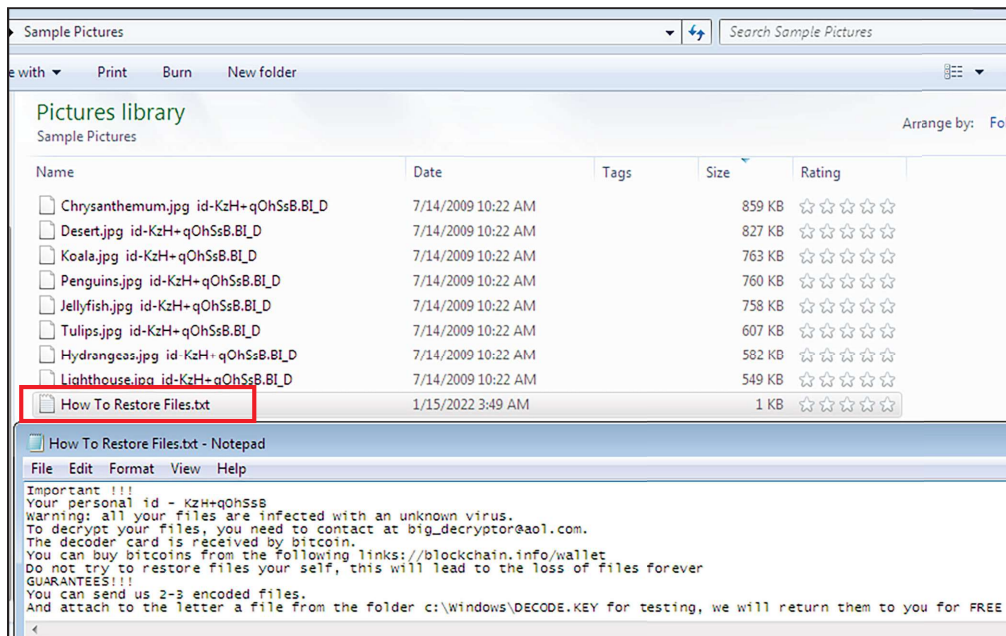 Sample Pictures
Search Sample Pictures
e with Print Burn New folder
Pictures library
Sample Pictures
Arrange by:
Name Date Tags Size Rating
Chrysanthemum.jpg id-KzH+qOhSsB.BI_D 7/14/2009 10:22 AM 859 KB
Desert.jpg id-KzH+qOhSsB.BI_D 7/14/2009 10:22 AM 827 KB
Koala.jpg id-KzH+qOhSsB.BI_D 7/14/2009 10:22 AM 763 KB
Penguins.jpg id-KzH+qOhSsB.BI_D 7/14/2009 10:22 AM 760 KB
Jellyfish.jpg id-KzH+qOhSsB.BI_D 7/14/2009 10:22 AM 758 KB
Tulips.jpg id-KzH+qOhSsB.BI_D 7/14/2009 10:22 AM 607 KB
Hydrangeas.jpg id-KzH+qOhSsB.BI_D 7/14/2009 10:22 AM 582 KB
Lighthouse.jpg id-KzH+qOhSsB.BI_D 7/14/2009 10:22 AM 549 KB
How To Restore Files.txt 1/15/2022 3:49 AM 1 KB
How To Restore Files.txt - Notepad
File Edit Format View Help
Important !!!
Your personal id - KzH+qOhSsB
Warning: all your files are infected with an unknown virus.
To decrypt your files, you need to contact at big_decryptor@aol.com.
The decoder card is received by bitcoin.
You can buy bitcoins from the following links://blockchain.info/wallet
Do not try to restore files your self, this will lead to the loss of files forever
GUARANTEES!!!
You can send us 2-3 encoded files.
And attach to the letter a file from the folder c:\Windows\DECODE.KEY for testing, we will return them to you for FREE